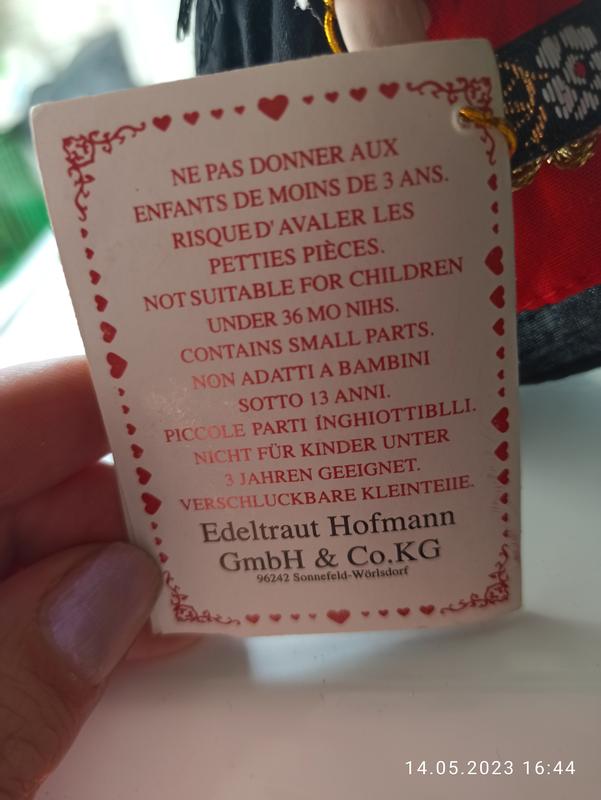 NE PAS DONNER AUX
ENFANTS DE MOINS DE 3 ANS.
RISQUE D' AVALER LES
PETTIES PIÈCES.
NOT SUITABLE FOR CHILDREN
UNDER 36 MO NIHS.
CONTAINS SMALL PARTS.
NON ADATTI A BAMBINI
SOTTO 13 ANNI.
PICCOLE PARTI ÍNGHIOTTIBLLI.
NICHT FÜR KINDER UNTER
3 JAHREN GEEIGNET.
VERSCHLUCKBARE KLEINTEIIE.
Edeltraut Hofmann
GmbH & Co.KG
96242 Sonnefeld-Wörlsdorf
14.05.2023 16:44